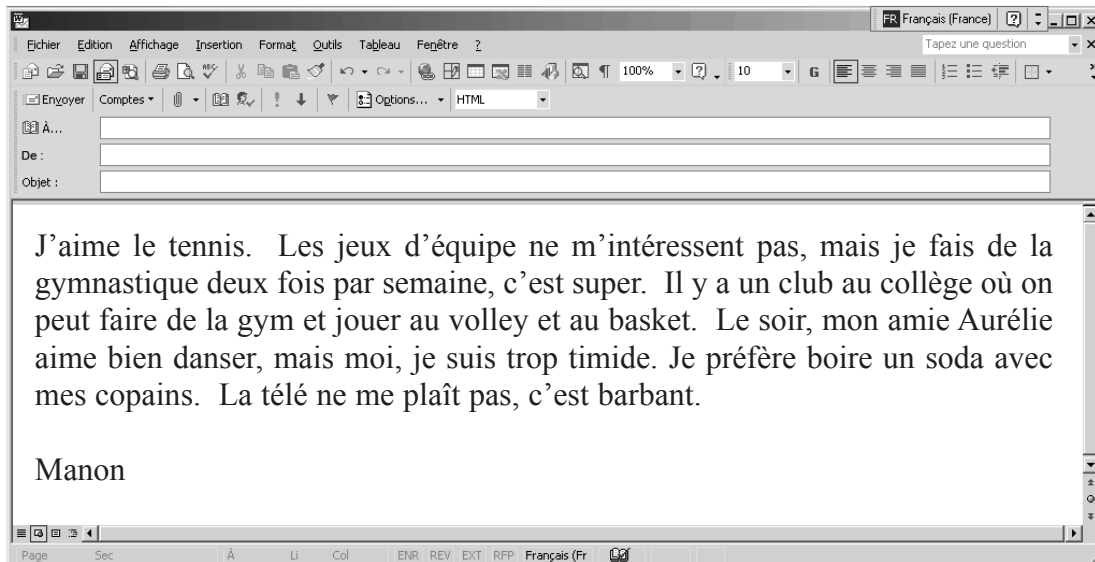 FR Français (France)
Fichier Edition Affichage Insertion Format Outils Tableau Fenêtre ?
Tapez une question
100% 10 G
Envoyer Comptes Options... HTML
À...
De :
Objet :
J’aime le tennis. Les jeux d’équipe ne m’intéressent pas, mais je fais de la
gymnastique deux fois par semaine, c’est super. Il y a un club au collège où on
peut faire de la gym et jouer au volley et au basket. Le soir, mon amie Aurélie
aime bien danser, mais moi, je suis trop timide. Je préfère boire un soda avec
mes copains. La télé ne me plaît pas, c’est barbant.
Manon
Page Sec À Li Col ENR REV EXT RFP Français (Fr